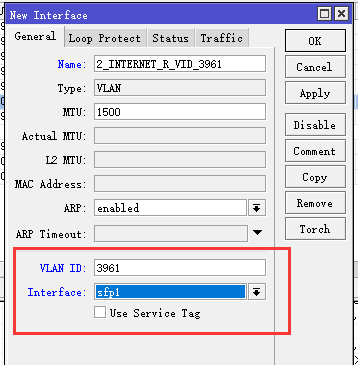 New Interface
General Loop Protect Status Traffic
Name: 2_INTERNET_R_VID_3961
Type: VLAN
MTU: 1500
Actual MTU:
L2 MTU:
MAC Address:
ARP: enabled
ARP Timeout:
VLAN ID: 3961
Interface: sfp1
Use Service Tag
OK
Cancel
Apply
Disable
Comment
Copy
Remove
Torch